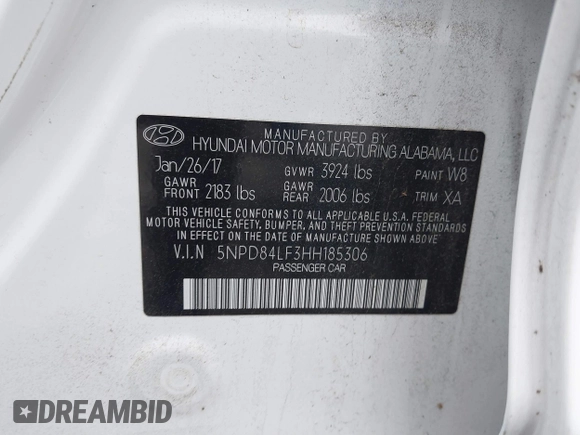 MANUFACTURED BY
HYUNDAI MOTOR MANUFACTURING ALABAMA, LLC
Jan/26/17 GVWR 3924 lbs PAINT W8
GAWR FRONT 2183 lbs GAWR REAR 2006 lbs TRIM XA
THIS VEHICLE CONFORMS TO ALL APPLICABLE U.S.A. FEDERAL
MOTOR VEHICLE SAFETY, BUMPER, AND THEFT PREVENTION STANDARDS
IN EFFECT ON THE DATE OF MANUFACTURE SHOWN ABOVE"
V.I.N 5NPD84LF3HH185306
PASSENGER CAR
DREAMBID